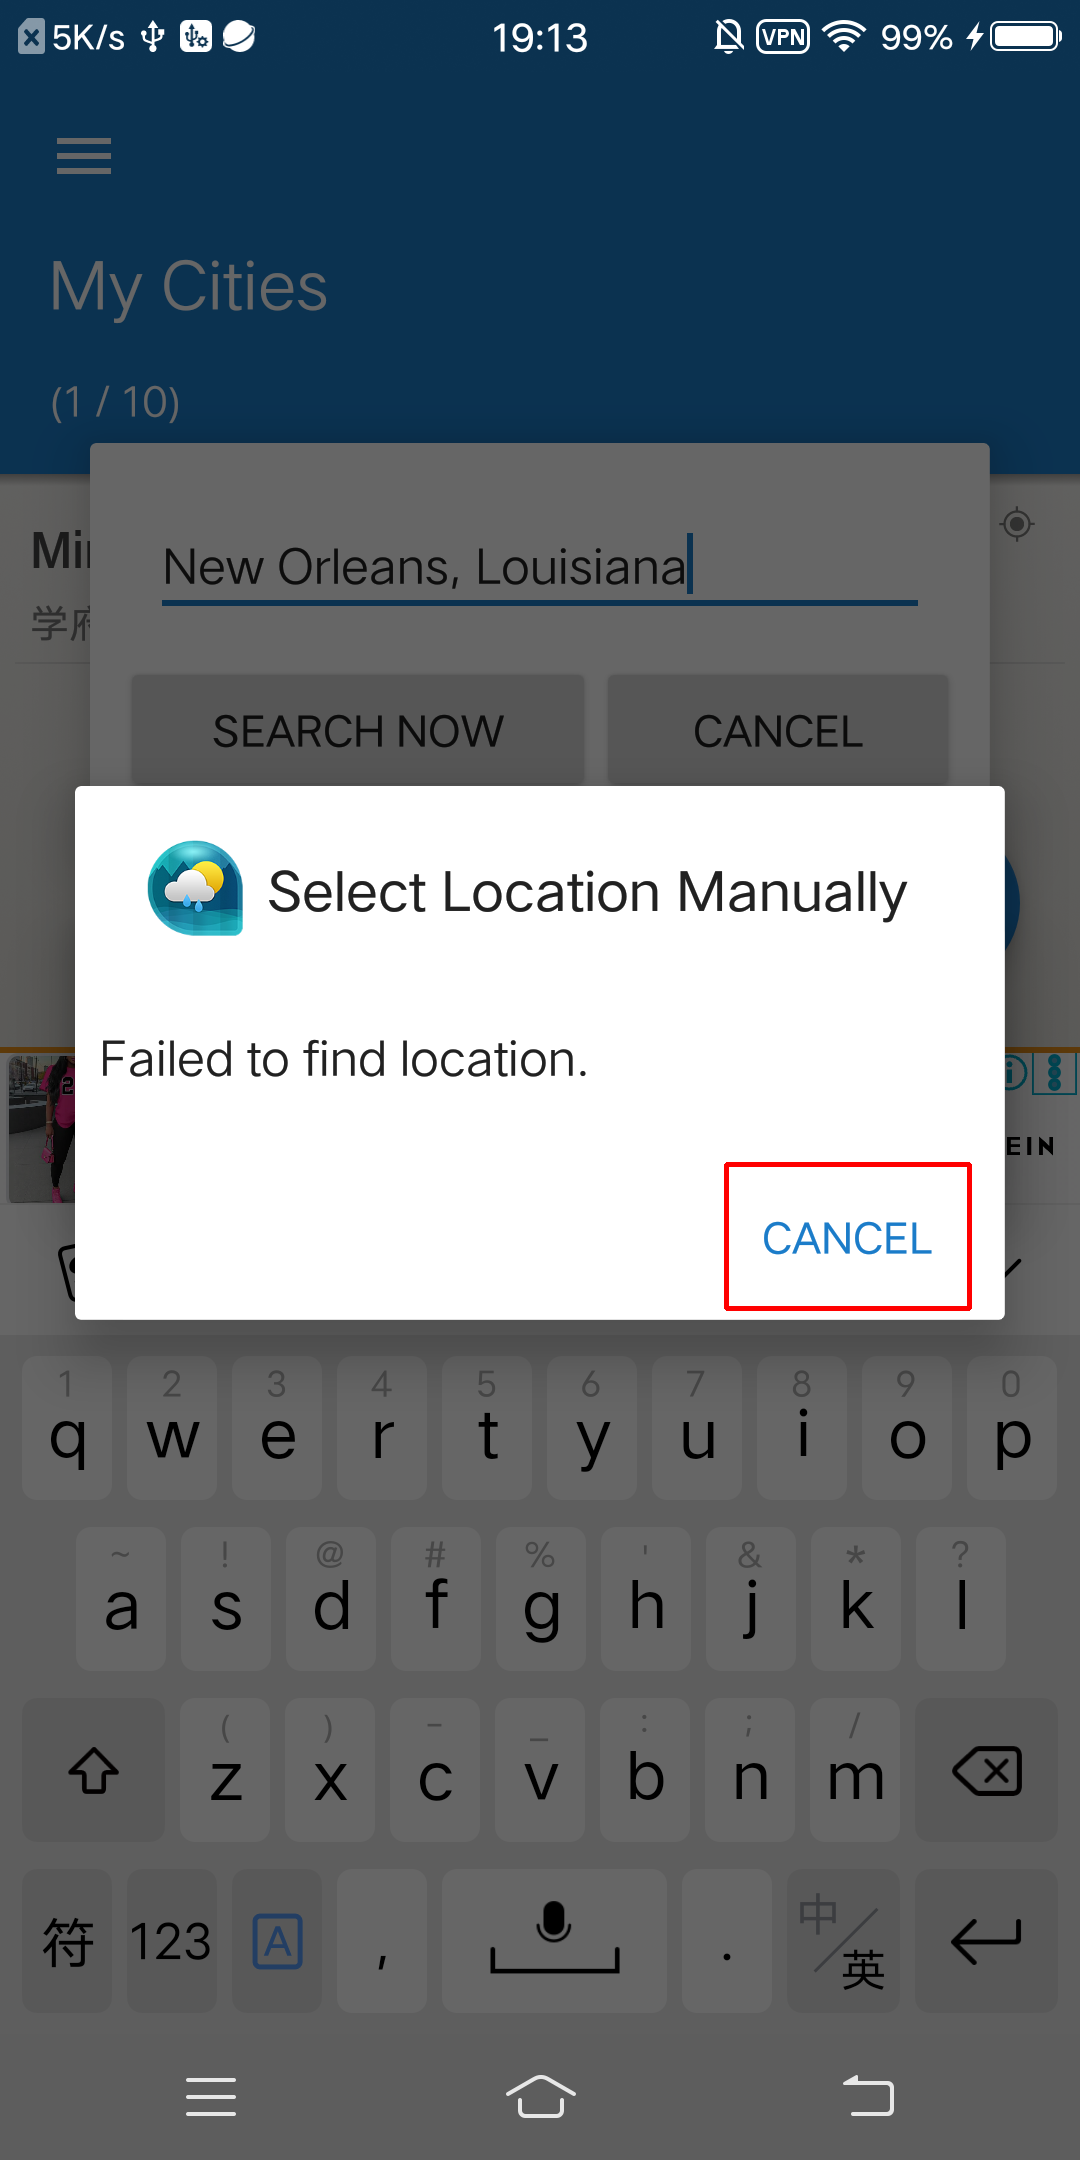 5K/s 19:13 VPN 99%
My Cities
(1 / 10)
Mi
学府
New Orleans, Louisiana
SEARCH NOW CANCEL
Select Location Manually
Failed to find location.
EIN
CANCEL
1 2 3 4 5 6 7 8 9 0
q w e r t y u i o p
~ ! @ # % ' & * ?
a s d f g h j k l
( ) - _ : ; /
z x c v b n m
符 123 A , . 中/英